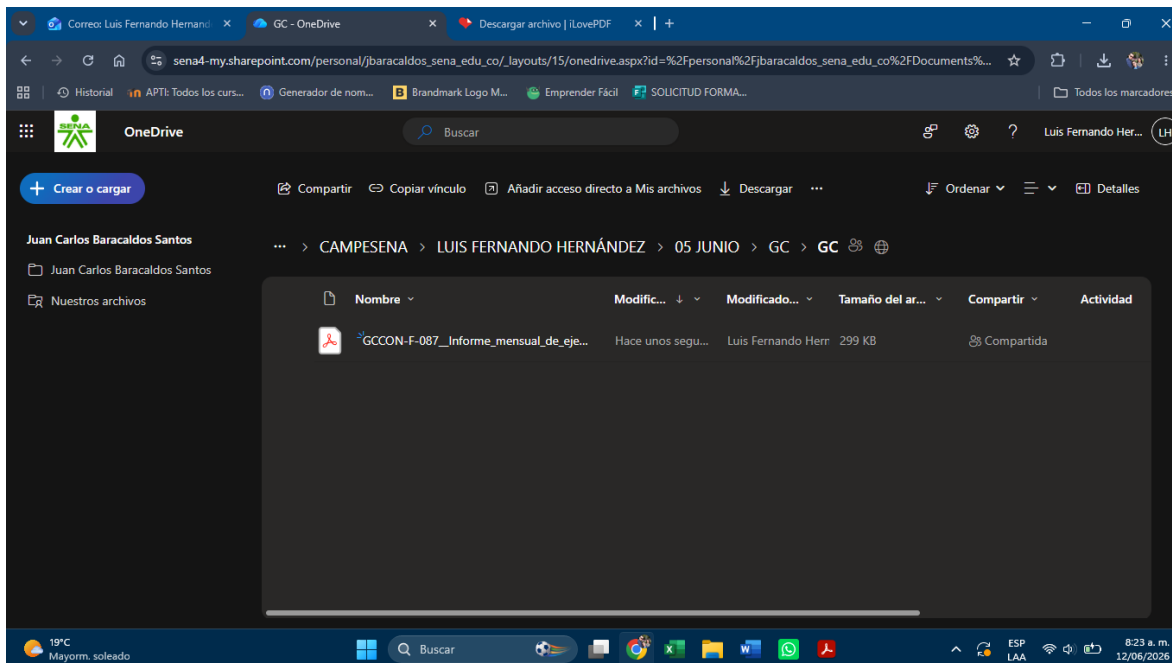 Correo: Luis Fernando Hernand
GC - OneDrive
Descargar archivo | iLovePDF
sena4-my.sharepoint.com/personal/jbaracaldos_sena_edu_co/_layouts/15/onedrive.aspx?id=%2Fpersonal%2Fjbaracaldos_sena_edu_co%2FDocuments%...
Historial APTI: Todos los curs... Generador de nom... Brandmark Logo M... Emprender Fácil SOLICITUD FORMA... Todos los marcadores
SENA OneDrive Buscar ? Luis Fernando Her... LH
+ Crear o cargar Compartir Copiar vínculo Añadir acceso directo a Mis archivos Descargar ... Ordenar Detalles
Juan Carlos Baracaldos Santos
Juan Carlos Baracaldos Santos
Nuestros archivos
... > CAMPESENA > LUIS FERNANDO HERNÁNDEZ > 05 JUNIO > GC > GC
Nombre Modific... ↓ Modificado... Tamaño del ar... Compartir Actividad
GCCON-F-087__Informe_mensual_de_eje... Hace unos segu... Luis Fernando Hern 299 KB Compartida
19°C
Mayorm. soleado
Buscar
ESP
LAA
8:23 a. m.
12/06/2026